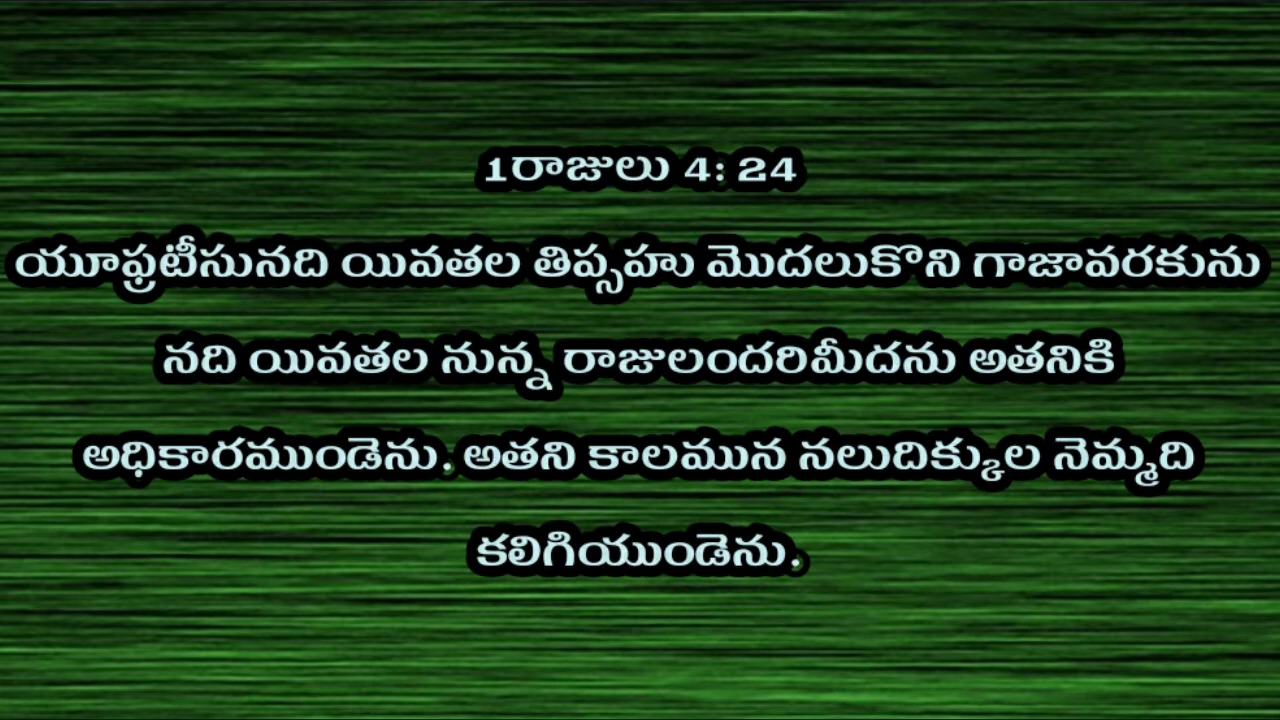 1రాజులు 4: 24
యూఫ్రటీసునది యివతల తిప్సహు మొదలుకొని గాజావరకును
నది యివతల నున్న రాజులందరిమీదను అతనికి
అధికారముండెను. అతని కాలమున నలుదిక్కుల నెమ్మది
కలిగియుండెను.